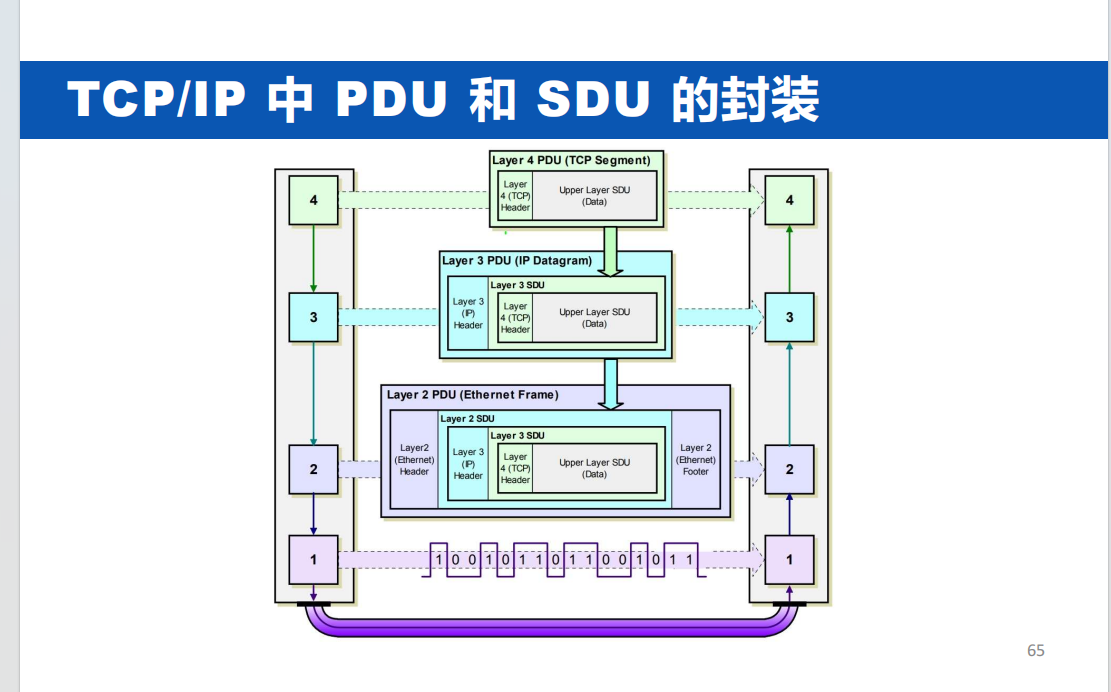 TCP/IP 中 PDU 和 SDU 的封装
Layer 4 PDU (TCP Segment)
Layer
4 (TCP)
Header
Upper Layer SDU
(Data)
4
4
Layer 3 PDU (IP Datagram)
Layer 3 SDU
Layer 3
(IP)
Header
Layer
4 (TCP)
Header
Upper Layer SDU
(Data)
3
3
Layer 2 PDU (Ethernet Frame)
Layer 2 SDU
Layer 3 SDU
Layer2
(Ethernet)
Header
Layer 3
(IP)
Header
Layer
4 (TCP)
Header
Upper Layer SDU
(Data)
Layer 2
(Ethernet)
Footer
2
2
1
1 0 0 1 0 1 1 0 1 1 0 0 1 0 1 1
1
65